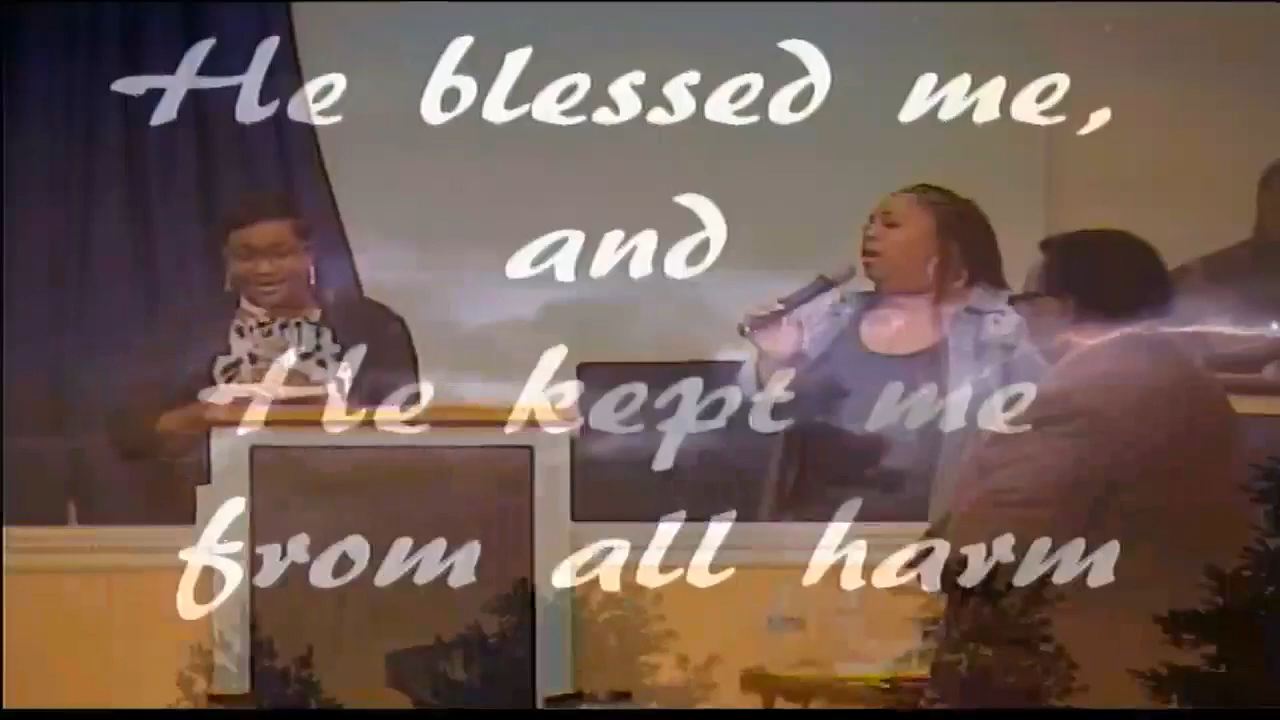 He blessed me,
and
He kept me
from all harm